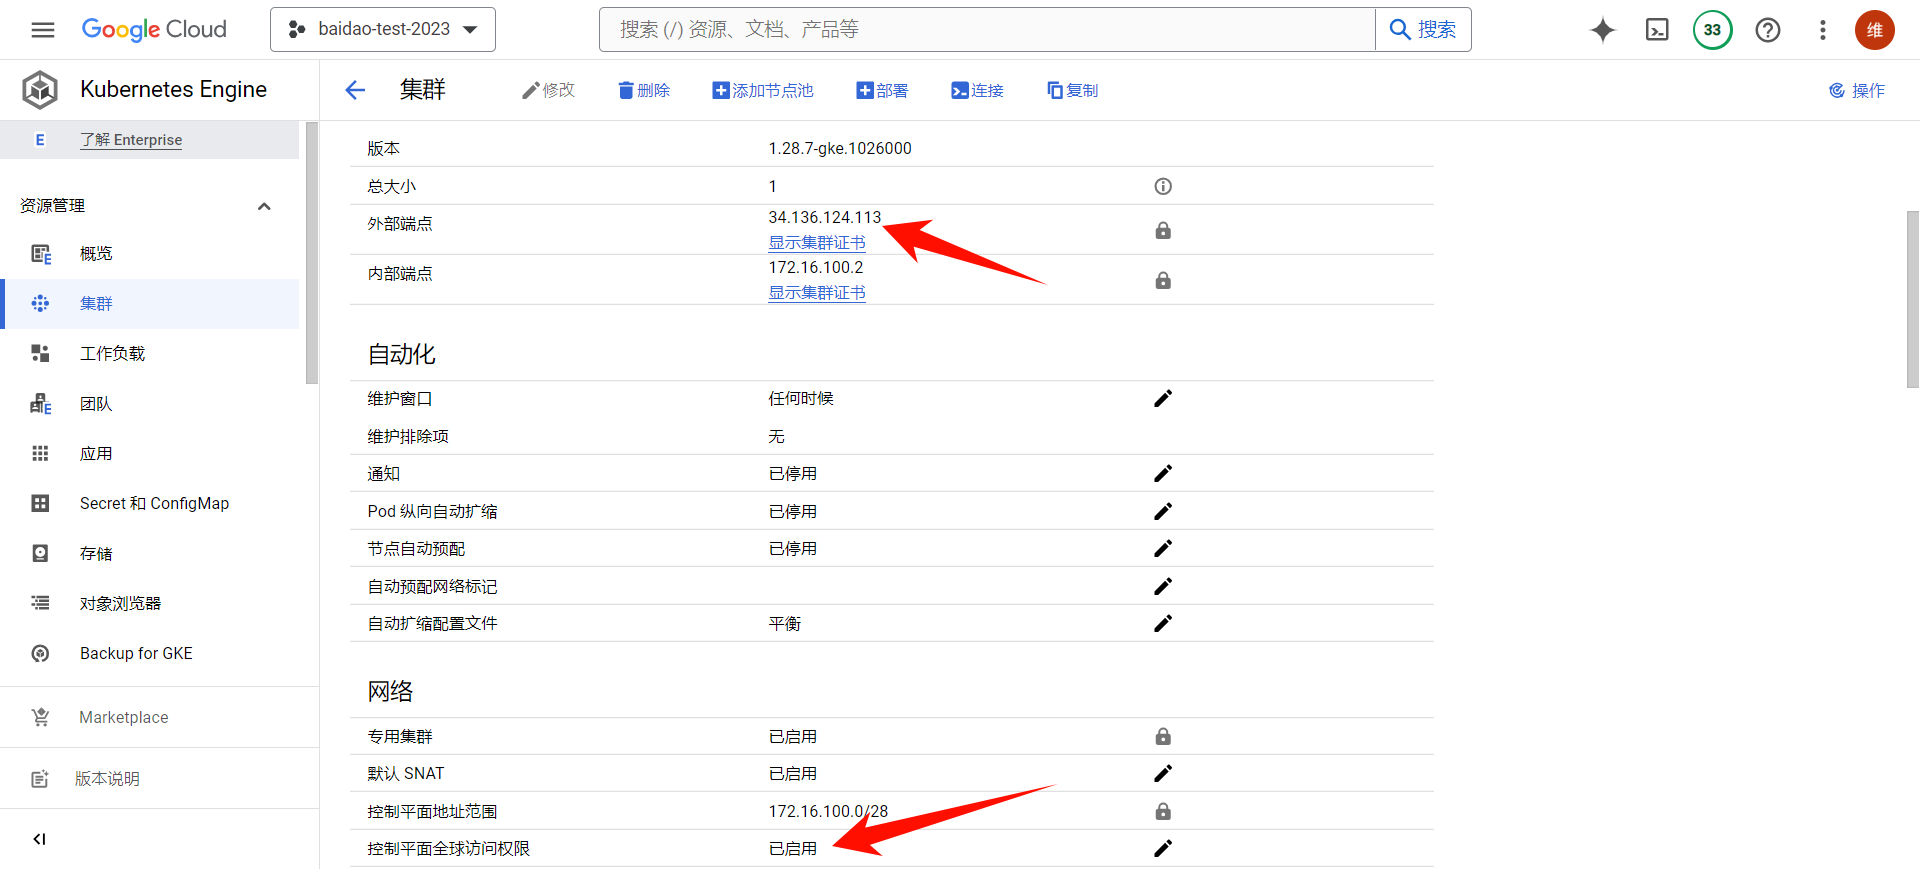 Google Cloud
baidao-test-2023
搜索 (/) 资源、文档、产品等
搜索
33
维
Kubernetes Engine
集群
修改
删除
添加节点池
部署
连接
复制
操作
E
了解 Enterprise
资源管理
概览
集群
工作负载
团队
应用
Secret 和 ConfigMap
存储
对象浏览器
Backup for GKE
Marketplace
版本说明
版本 1.28.7-gke.1026000
总大小 1
外部端点 34.136.124.113
显示集群证书
内部端点 172.16.100.2
显示集群证书
自动化
维护窗口 任何时候
维护排除项 无
通知 已停用
Pod 纵向自动扩缩 已停用
节点自动预配 已停用
自动预配网络标记
自动扩缩配置文件 平衡
网络
专用集群 已启用
默认 SNAT 已启用
控制平面地址范围 172.16.100.0/28
控制平面全球访问权限 已启用